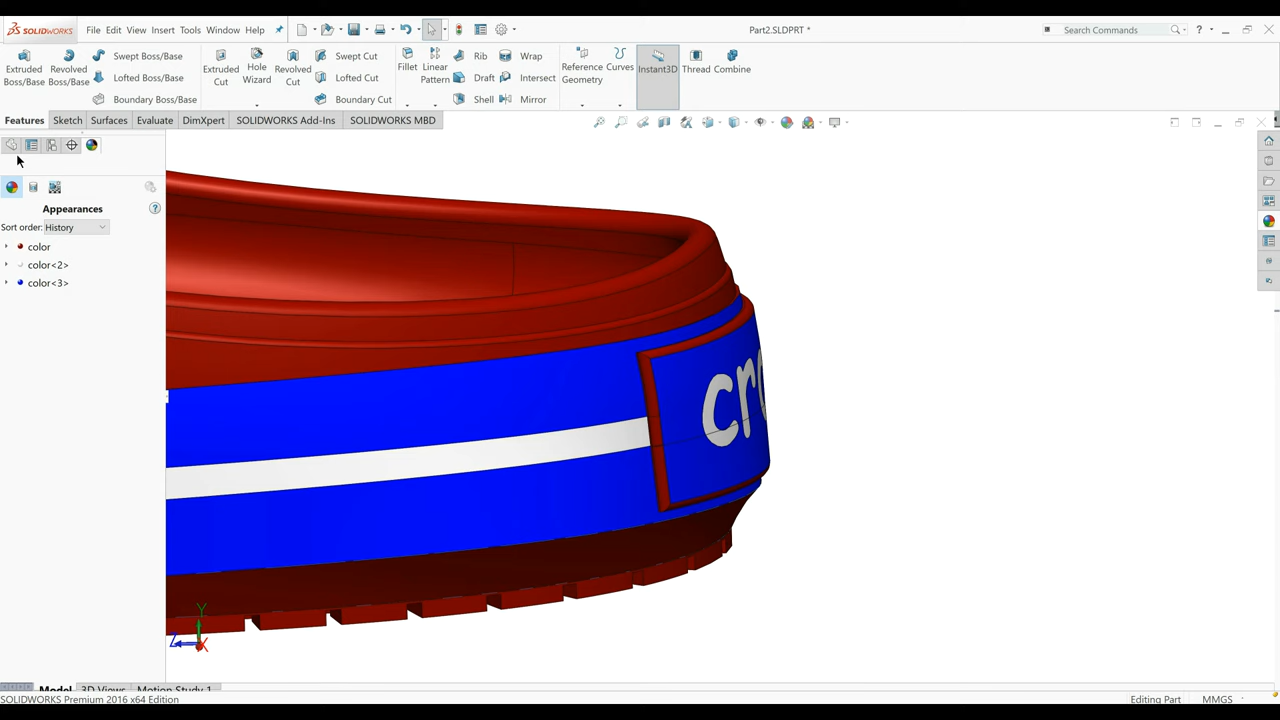 SOLIDWORKS File Edit View Insert Tools Window Help Part2.SLDPRT * Search Commands
Extruded Boss/Base Revolved Boss/Base Swept Boss/Base Lofted Boss/Base Boundary Boss/Base Extruded Cut Hole Wizard Revolved Cut Swept Cut Lofted Cut Boundary Cut Fillet Linear Pattern Rib Draft Shell Wrap Intersect Mirror Reference Geometry Curves Instant3D Thread Combine
Features Sketch Surfaces Evaluate DimXpert SOLIDWORKS Add-Ins SOLIDWORKS MBD
Appearances ?
Sort order: History
color
color<2>
color<3>
cro
Y
Z X
Model 3D Views Motion Study 1
SOLIDWORKS Premium 2016 x64 Edition Editing Part MMGS